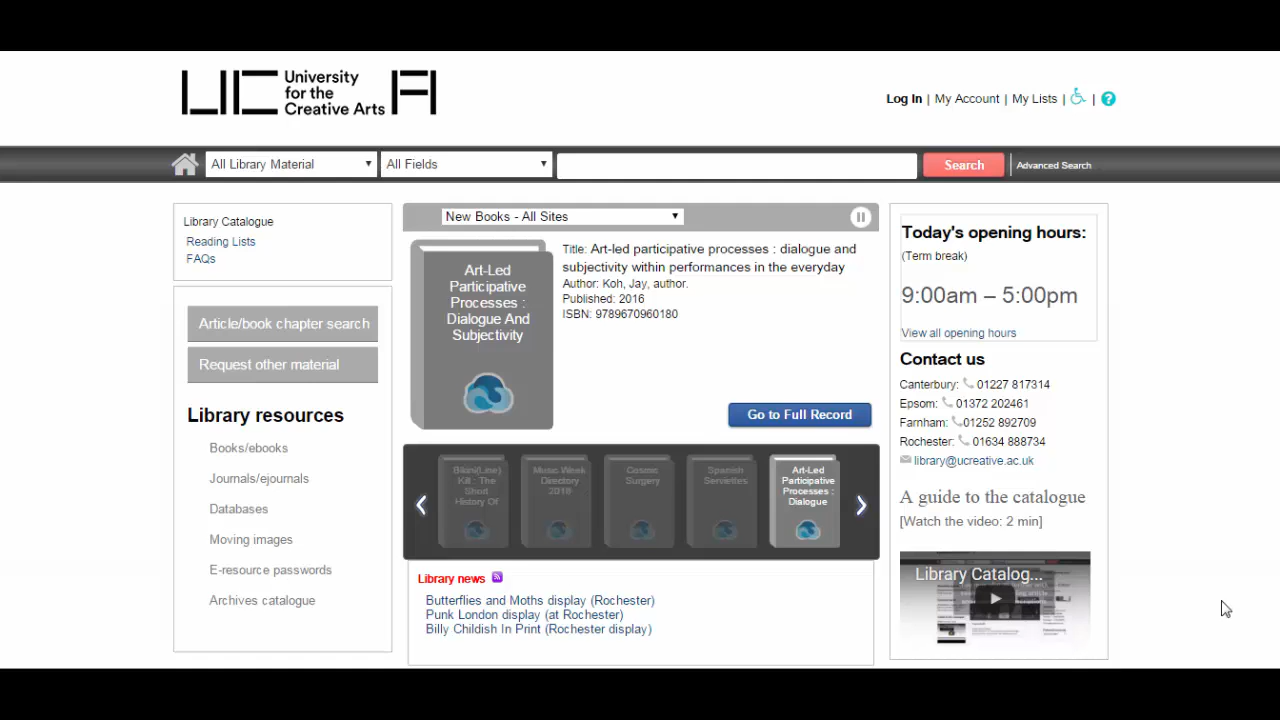 University
for the
Creative Arts
Log In | My Account | My Lists | | ?
All Library Material
All Fields
Search
Advanced Search
Library Catalogue
Reading Lists
FAQs
Article/book chapter search
Request other material
Library resources
Books/ebooks
Journals/ejournals
Databases
Moving images
E-resource passwords
Archives catalogue
New Books - All Sites
Art-Led
Participative
Processes :
Dialogue And
Subjectivity
Title: Art-led participative processes : dialogue and
subjectivity within performances in the everyday
Author: Koh, Jay, author.
Published: 2016
ISBN: 9789670960180
Go to Full Record
Bikini(Line)
Kill : The
Short
History Of
Music Week
Directory
2016
Cosmo
Surgery
Spanish
Serviettes
Art-Led
Participative
Processes :
Dialogue
Library news
Butterflies and Moths display (Rochester)
Punk London display (at Rochester)
Billy Childish In Print (Rochester display)
Today's opening hours:
(Term break)
9:00am – 5:00pm
View all opening hours
Contact us
Canterbury: 01227 817314
Epsom: 01372 202461
Farnham: 01252 892709
Rochester: 01634 888734
library@ucreative.ac.uk
A guide to the catalogue
[Watch the video: 2 min]
Library Catalog...